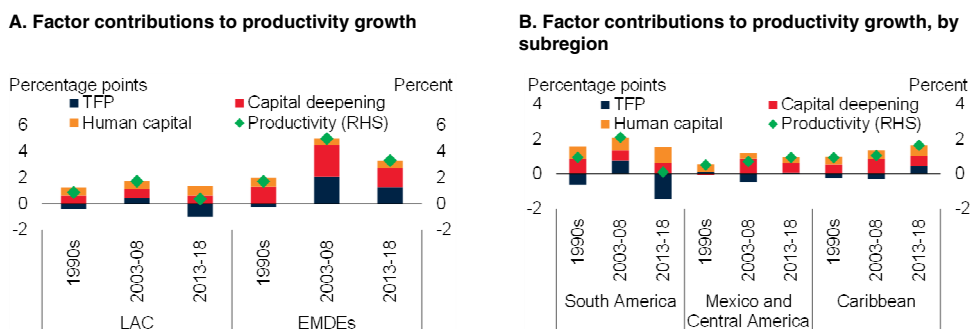 A. Factor contributions to productivity growth
Percentage points
Percent
TFP
Capital deepening
Human capital
Productivity (RHS)
6
4
2
0
-2
6
4
2
0
-2
1990s
2003-08
2013-18
1990s
2003-08
2013-18
LAC
EMDEs
B. Factor contributions to productivity growth, by
subregion
Percentage points
Percent
TFP
Capital deepening
Human capital
Productivity (RHS)
4
2
0
-2
4
2
0
-2
1990s
2003-08
2013-18
1990s
2003-08
2013-18
1990s
2003-08
2013-18
South America
Mexico and
Central America
Caribbean